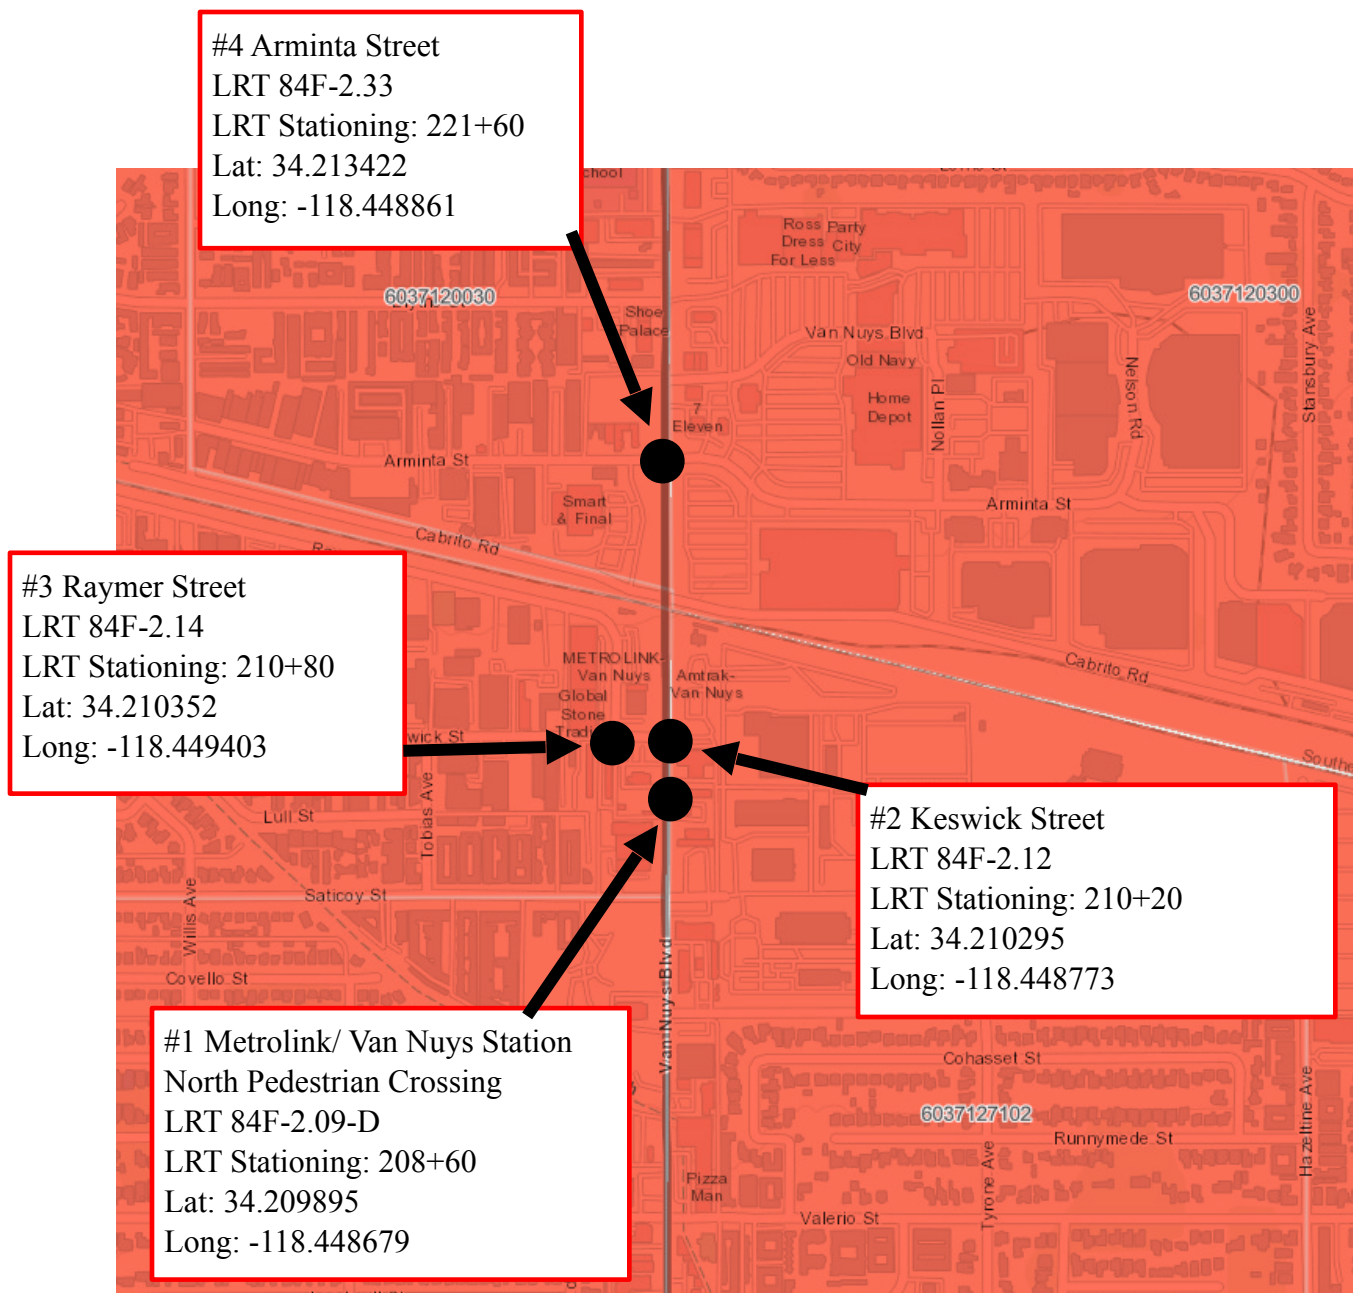 #4 Arminta Street
LRT 84F-2.33
LRT Stationing: 221+60
Lat: 34.213422
Long: -118.448861
chool
Ross Party
Dress City
For Less
6037120030
6037120300
Shoe
Palace
Van Nuys Blvd
Old Navy
Home
Depot
Nollan Pl
Nelson Rd
Stansbury Ave
7
Eleven
Arminta St
Smart
& Final
Arminta St
Cabrito Rd
#3 Raymer Street
LRT 84F-2.14
LRT Stationing: 210+80
Lat: 34.210352
Long: -118.449403
METROLINK-
Van Nuys
Global
Stone
Tradi
Amtrak-
Van Nuys
Cabrito Rd
wick St
Southe
Tobias Ave
Lull St
#2 Keswick Street
LRT 84F-2.12
LRT Stationing: 210+20
Lat: 34.210295
Long: -118.448773
Saticoy St
Willis Ave
Covello St
Van Nuys Blvd
#1 Metrolink/ Van Nuys Station
North Pedestrian Crossing
LRT 84F-2.09-D
LRT Stationing: 208+60
Lat: 34.209895
Long: -118.448679
Cohasset St
6037127102
Runnymede St
Hazeltine Ave
Tyrone Ave
Pizza
Man
Valerio St